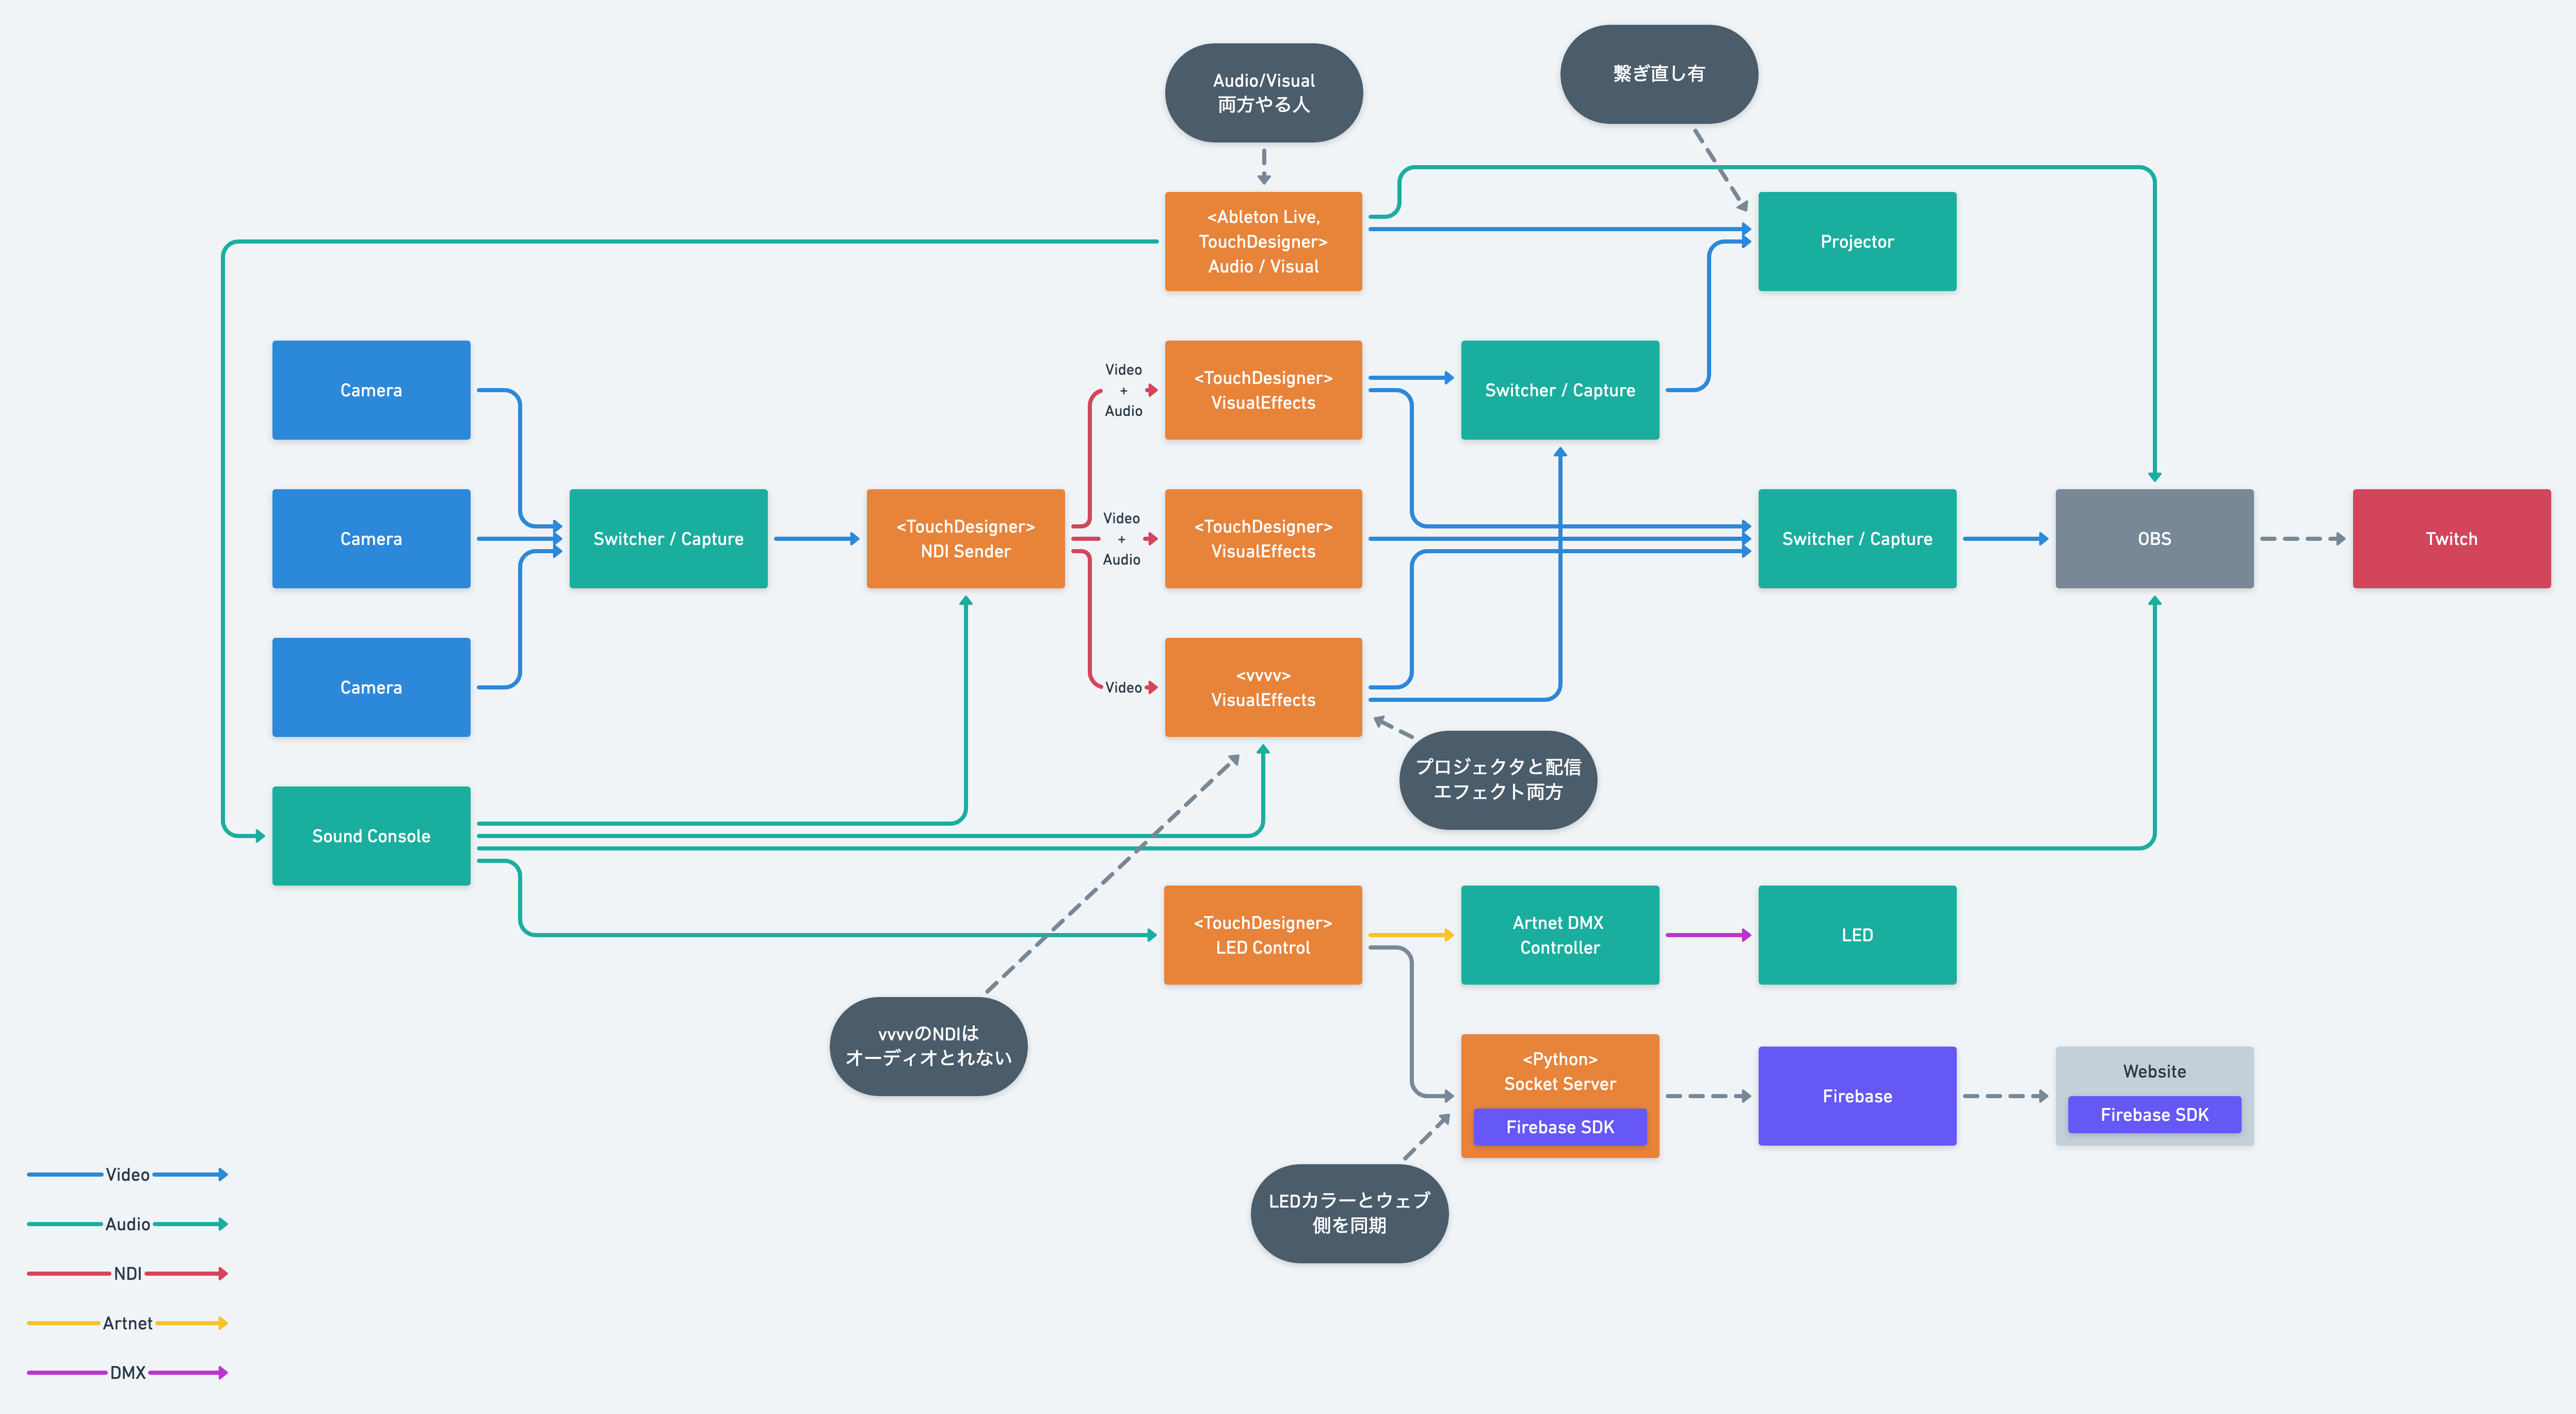 Audio/Visual
両方やる人
繋ぎ直し有
<Ableton Live,
TouchDesigner>
Audio / Visual
Projector
Camera
Video
+
Audio
<TouchDesigner>
VisualEffects
Switcher / Capture
Camera
Switcher / Capture
<TouchDesigner>
NDI Sender
Video
+
Audio
<TouchDesigner>
VisualEffects
Switcher / Capture
OBS
Twitch
Camera
Video
<vvvv>
VisualEffects
プロジェクタと配信
エフェクト両方
Sound Console
<TouchDesigner>
LED Control
Artnet DMX
Controller
LED
vvvvのNDIは
オーディオとれない
<Python>
Socket Server
Firebase SDK
Firebase
Website
Firebase SDK
LEDカラーとウェブ
側を同期
Video
Audio
NDI
Artnet
DMX